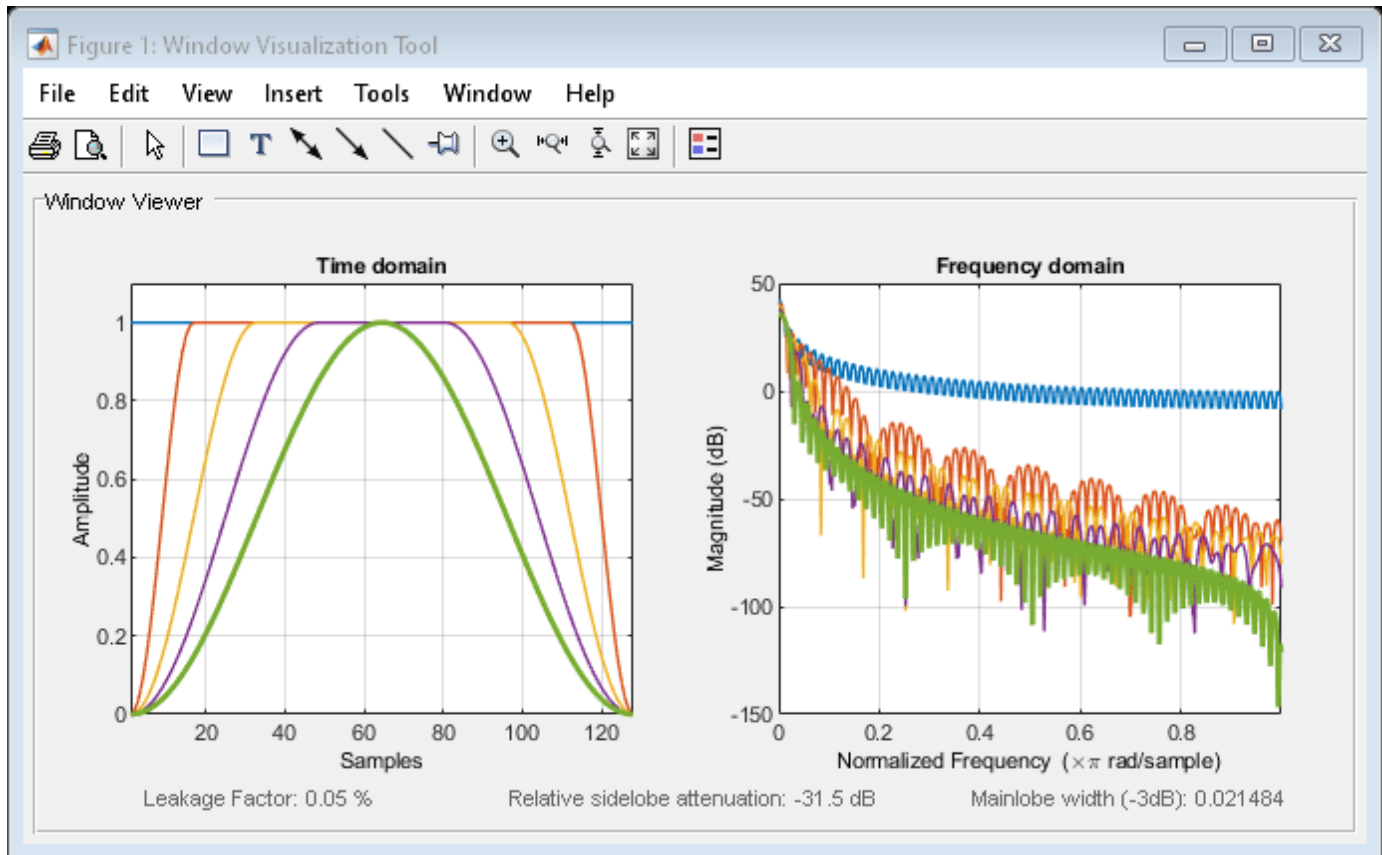 Figure 1: Window Visualization Tool
File Edit View Insert Tools Window Help
T
Window Viewer
Time domain
1
0.8
0.6
0.4
0.2
0
Amplitude
20 40 60 80 100 120
Samples
Frequency domain
50
0
-50
-100
-150
Magnitude (dB)
0 0.2 0.4 0.6 0.8
Normalized Frequency (×π rad/sample)
Leakage Factor: 0.05 % Relative sidelobe attenuation: -31.5 dB Mainlobe width (-3dB): 0.021484